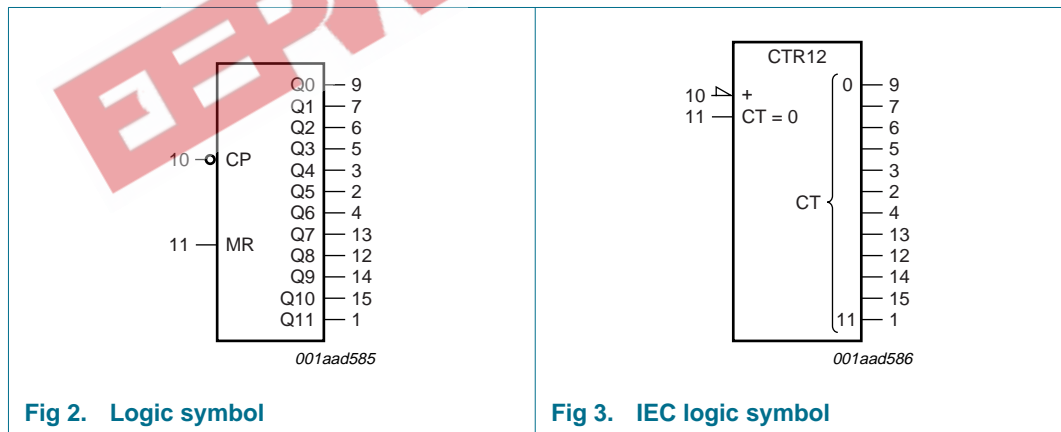 EEPW
Q0 9
Q1 7
Q2 6
Q3 5
10 CP Q4 3
Q5 2
Q6 4
11 MR Q7 13
Q8 12
Q9 14
Q10 15
Q11 1
001aad585
Fig 2. Logic symbol
CTR12
0 9
10 + 7
11 CT = 0 6
5
3
CT 2
4
13
12
14
15
11 1
001aad586
Fig 3. IEC logic symbol